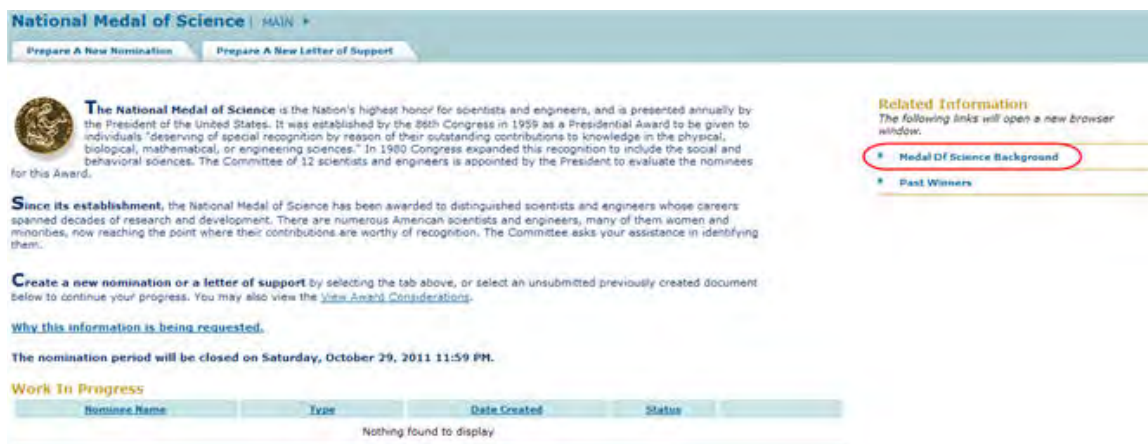 National Medal of Science | MAIN
Prepare A New Nomination
Prepare A New Letter of Support
The National Medal of Science is the Nation's highest honor for scientists and engineers, and is presented annually by
the President of the United States. It was established by the 86th Congress in 1959 as a Presidential Award to be given to
individuals "deserving of special recognition by reason of their outstanding contributions to knowledge in the physical,
biological, mathematical, or engineering sciences." In 1980 Congress expanded this recognition to include the social and
behavioral sciences. The Committee of 12 scientists and engineers is appointed by the President to evaluate the nominees
for this Award.
Since its establishment, the National Medal of Science has been awarded to distinguished scientists and engineers whose careers
spanned decades of research and development. There are numerous American scientists and engineers, many of them women and
minorities, now reaching the point where their contributions are worthy of recognition. The Committee asks your assistance in identifying
them.
Create a new nomination or a letter of support by selecting the tab above, or select an unsubmitted previously created document
below to continue your progress. You may also view the View Award Considerations.
Why this information is being requested.
The nomination period will be closed on Saturday, October 29, 2011 11:59 PM.
Work In Progress
Nominee Name Type Date Created Status
Nothing found to display
Related Information
The following links will open a new browser
window.
Medal Of Science Background
Past Winners